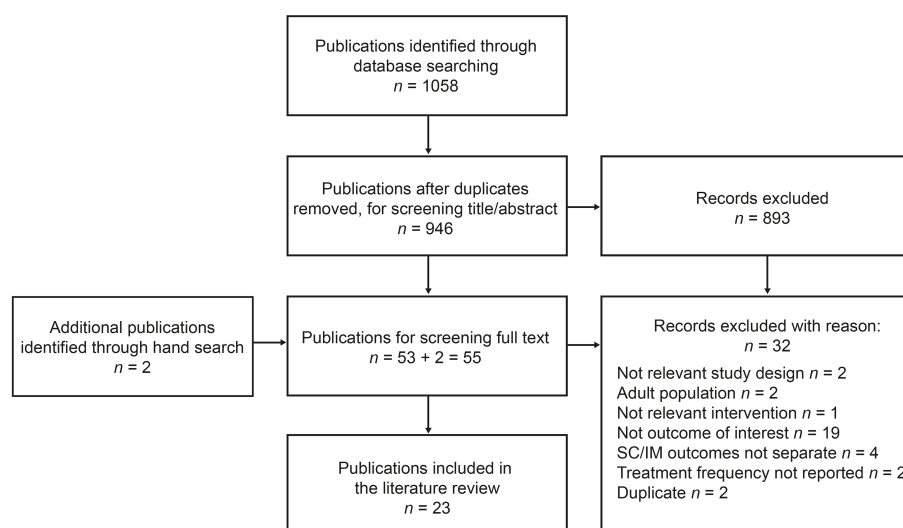 Publications identified through
database searching
n = 1058
Publications after duplicates
removed, for screening title/abstract
n = 946
Records excluded
n = 893
Additional publications
identified through hand search
n = 2
Publications for screening full text
n = 53 + 2 = 55
Records excluded with reason:
n = 32
Not relevant study design n = 2
Adult population n = 2
Not relevant intervention n = 1
Not outcome of interest n = 19
SC/IM outcomes not separate n = 4
Treatment frequency not reported n = 2
Duplicate n = 2
Publications included in
the literature review
n = 23